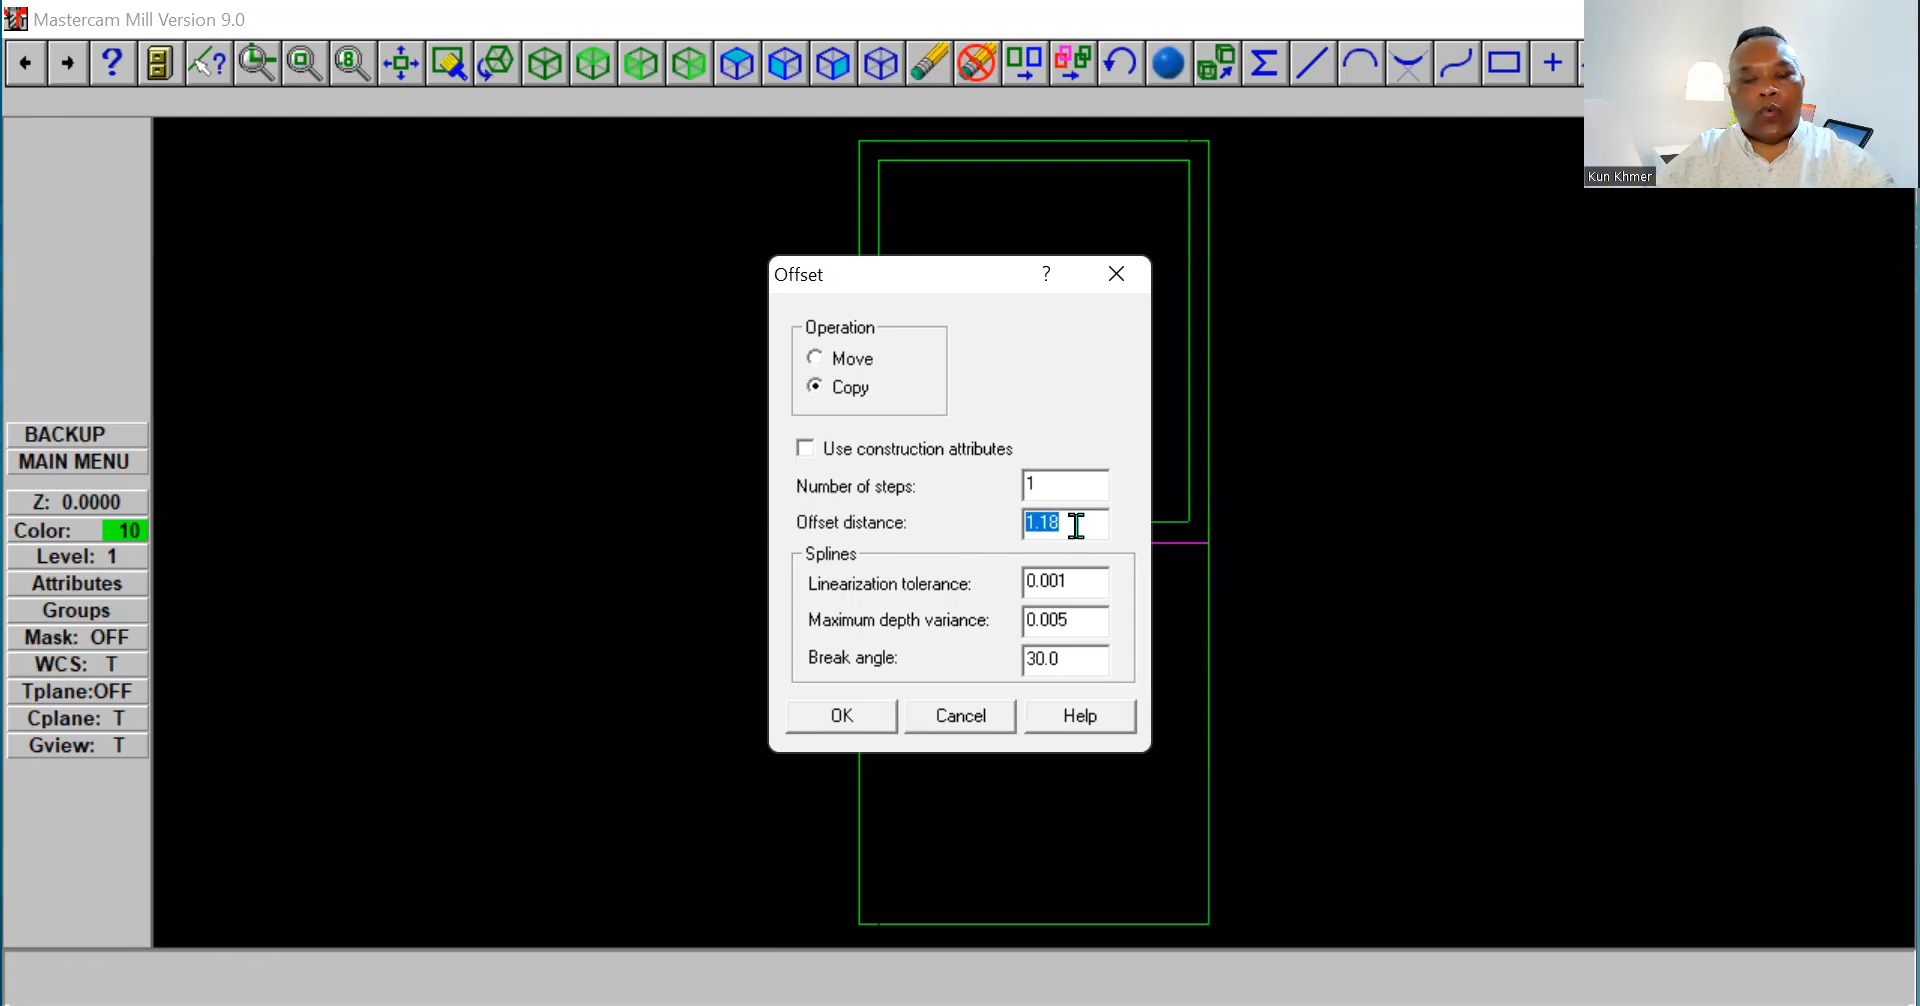 Mastercam Mill Version 9.0
Kun Khmer
Offset
?
Operation
Move
Copy
Use construction attributes
Number of steps: 1
Offset distance: 1.18
Splines
Linearization tolerance: 0.001
Maximum depth variance: 0.005
Break angle: 30.0
OK Cancel Help
BACKUP
MAIN MENU
Z: 0.0000
Color: 10
Level: 1
Attributes
Groups
Mask: OFF
WCS: T
Tplane:OFF
Cplane: T
Gview: T